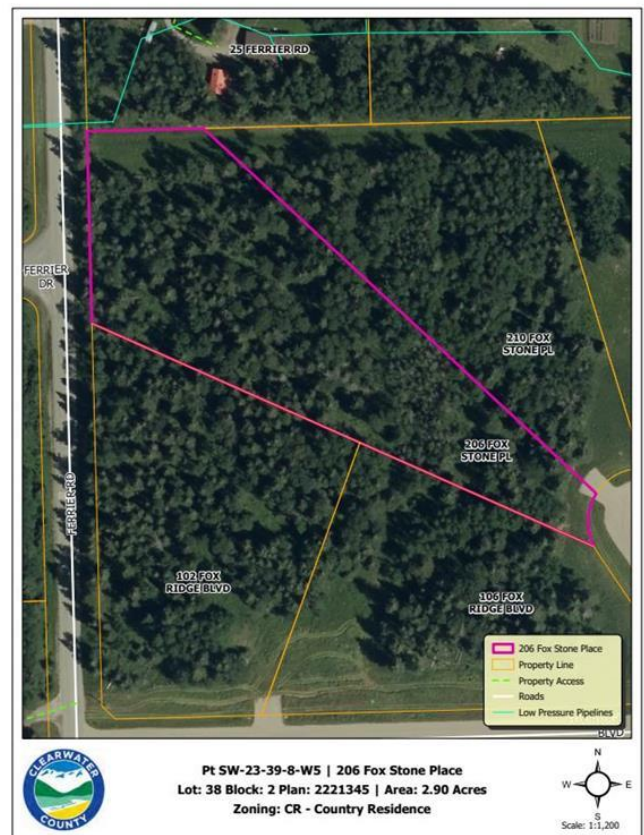 25 FERRIER RD
FERRIER
DR
210 FOX
STONE PL
206 FOX
STONE PL
FERRIER RD
102 FOX
RIDGE BLVD
106 FOX
RIDGE BLVD
206 Fox Stone Place
Property Line
Property Access
Roads
Low Pressure Pipelines
BLVD
CLEARWATER
COUNTY
Pt SW-23-39-8-W5 | 206 Fox Stone Place
Lot: 38 Block: 2 Plan: 2221345 | Area: 2.90 Acres
Zoning: CR - Country Residence
N
W E
S
Scale: 1:1,200